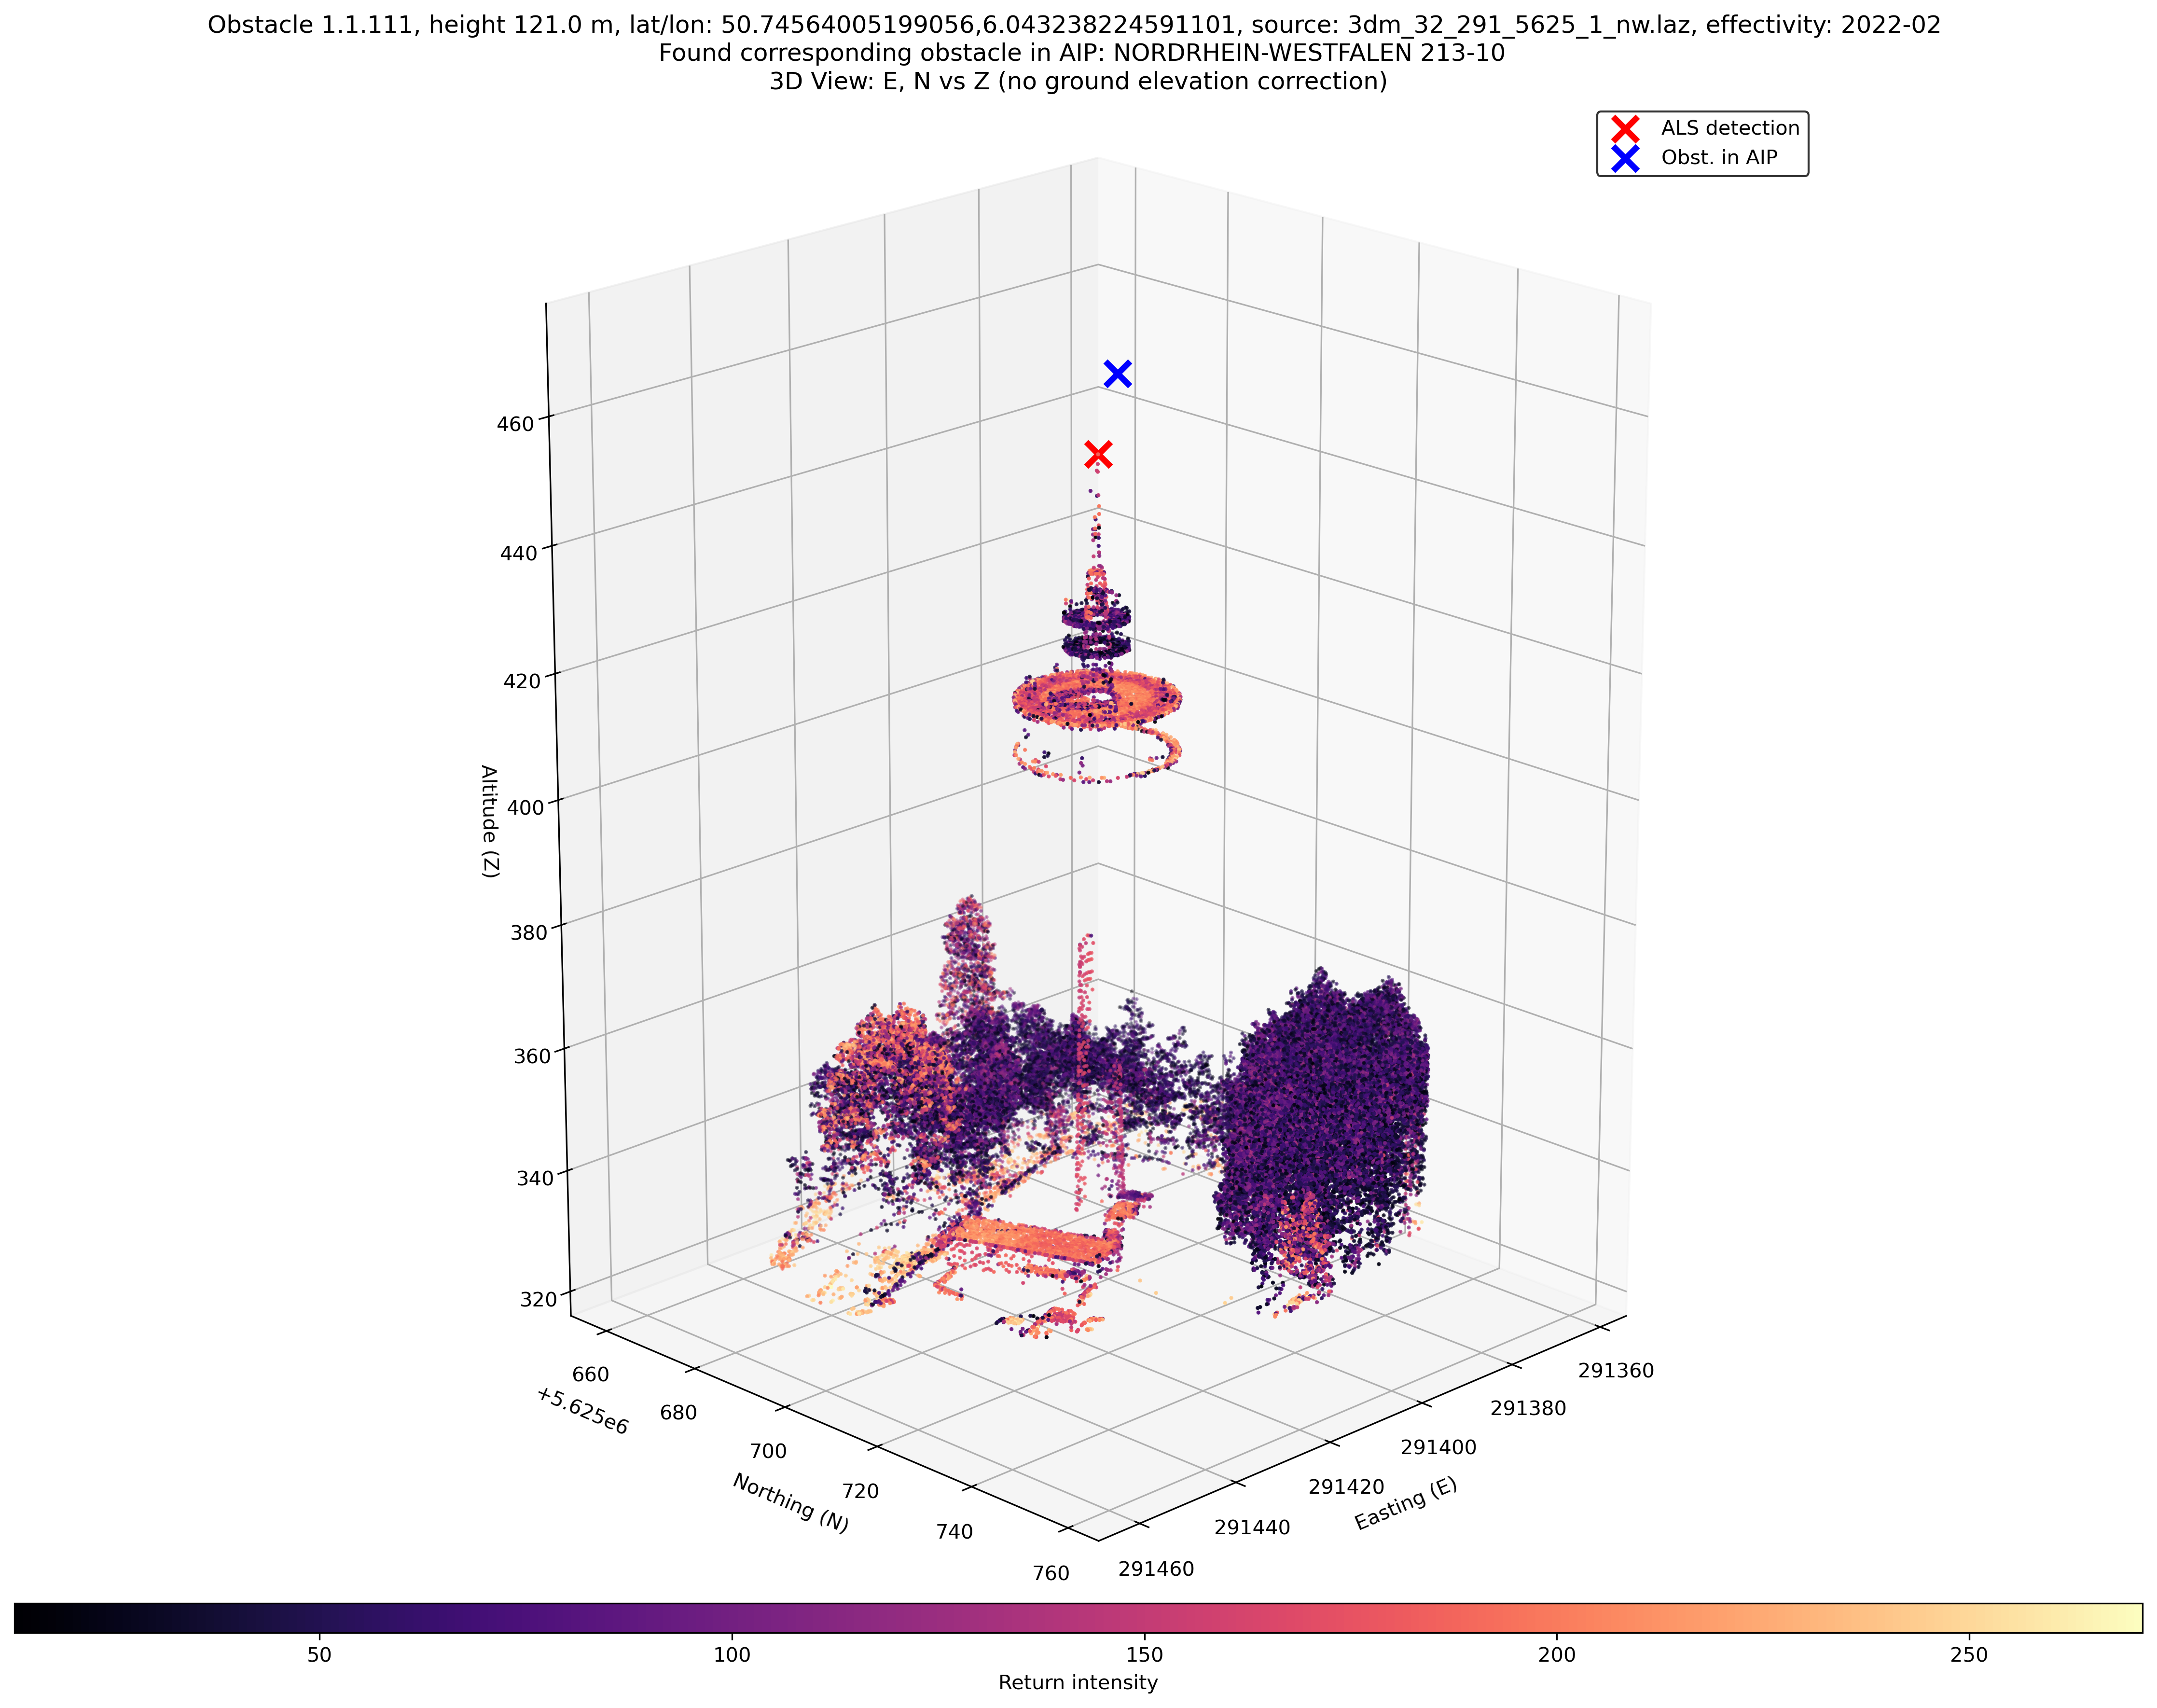 Obstacle 1.1.111, height 121.0 m, lat/lon: 50.74564005199056,6.043238224591101, source: 3dm_32_291_5625_1_nw.laz, effectivity: 2022-02
Found corresponding obstacle in AIP: NORDRHEIN-WESTFALEN 213-10
3D View: E, N vs Z (no ground elevation correction)
ALS detection
Obst. in AIP
460
440
420
400
380
360
340
320
Altitude (Z)
660
680
700
720
740
760
+5.625e6
Northing (N)
291360
291380
291400
291420
291440
291460
Easting (E)
50
100
150
200
250
Return intensity